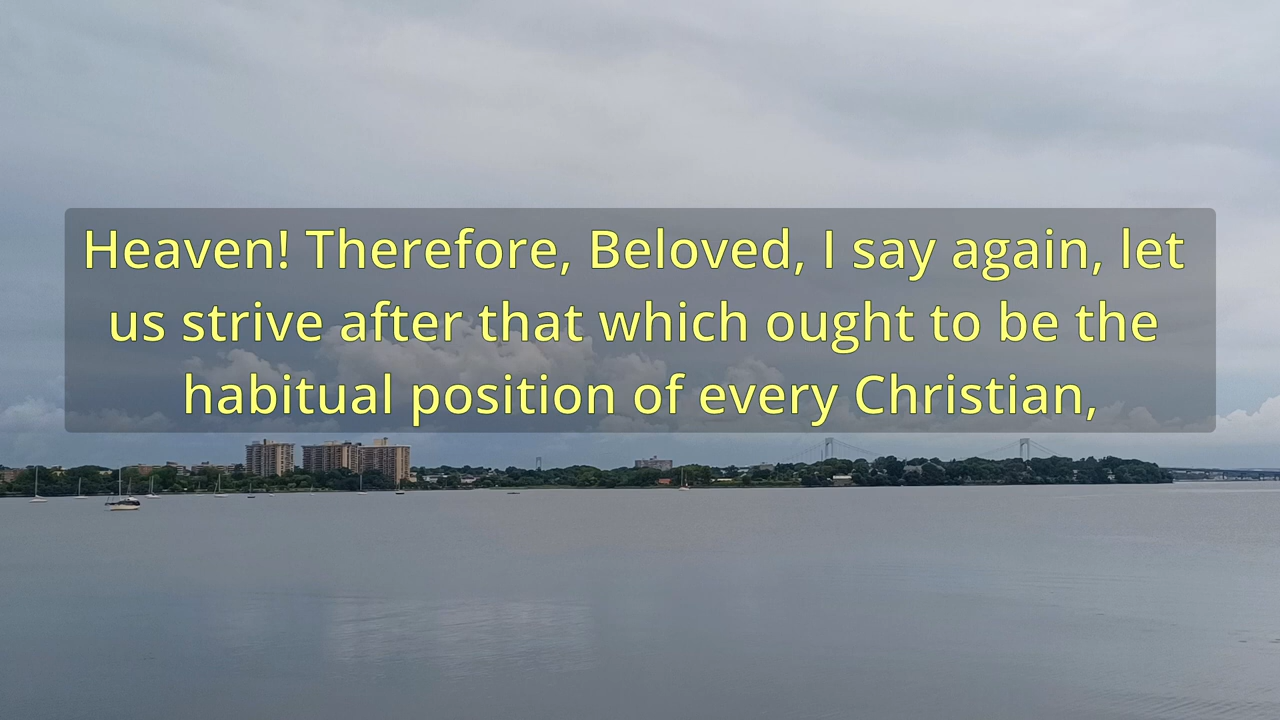 Heaven! Therefore, Beloved, I say again, let
us strive after that which ought to be the
habitual position of every Christian,